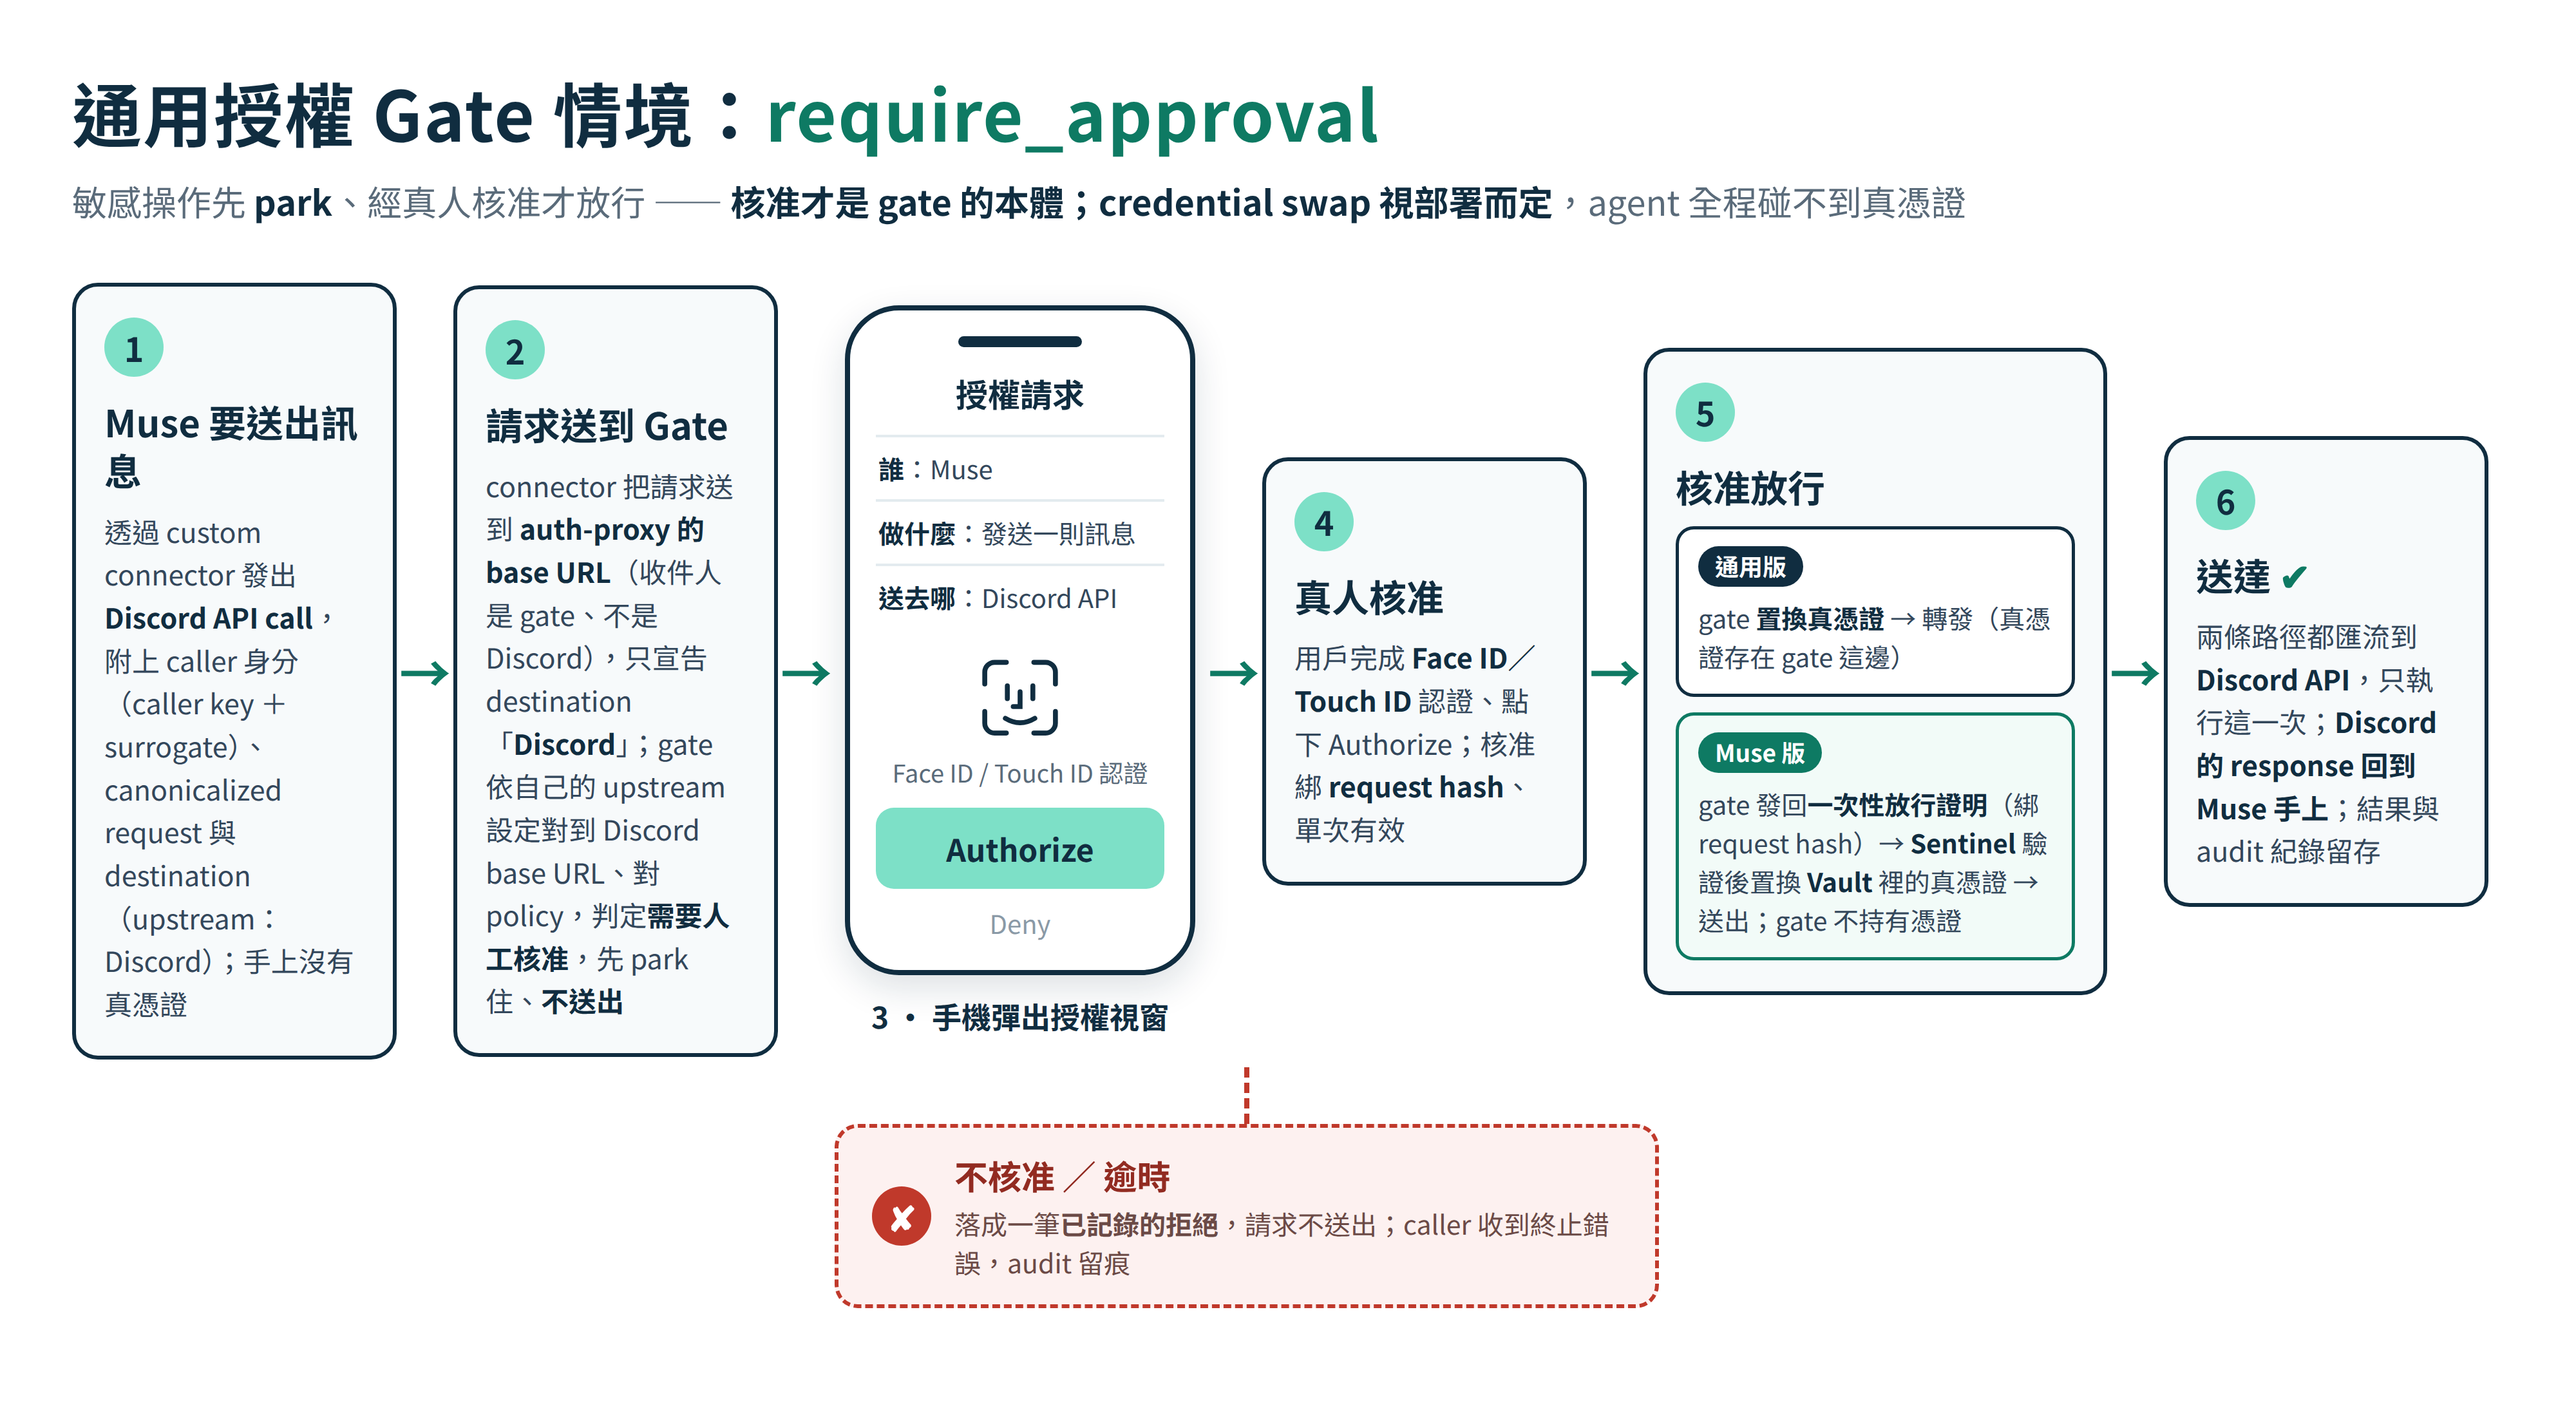 通用授權 Gate 情境：require_approval
敏感操作先 park、經真人核准才放行 —— 核准才是 gate 的本體；credential swap 視部署而定，agent 全程碰不到真憑證
1
Muse 要送出訊
息
透過 custom
connector 發出
Discord API call，
附上 caller 身分
（caller key ＋
surrogate）、
canonicalized
request 與
destination
（upstream：
Discord）；手上沒有
真憑證
→
2
請求送到 Gate
connector 把請求送
到 auth-proxy 的
base URL（收件人
是 gate、不是
Discord），只宣告
destination
「Discord」；gate
依自己的 upstream
設定對到 Discord
base URL、對
policy，判定需要人
工核准，先 park
住、不送出
→
授權請求
誰：Muse
做什麼：發送一則訊息
送去哪：Discord API
Face ID / Touch ID 認證
Authorize
Deny
3 · 手機彈出授權視窗
→
4
真人核准
用戶完成 Face ID／
Touch ID 認證、點
下 Authorize；核准
綁 request hash、
單次有效
→
5
核准放行
通用版
gate 置換真憑證 → 轉發（真憑
證存在 gate 這邊）
Muse 版
gate 發回一次性放行證明（綁
request hash）→ Sentinel 驗
證後置換 Vault 裡的真憑證 →
送出；gate 不持有憑證
→
6
送達 ✔
兩條路徑都匯流到
Discord API，只執
行這一次；Discord
的 response 回到
Muse 手上；結果與
audit 紀錄留存
✘
不核准 ／ 逾時
落成一筆已記錄的拒絕，請求不送出；caller 收到終止錯
誤，audit 留痕